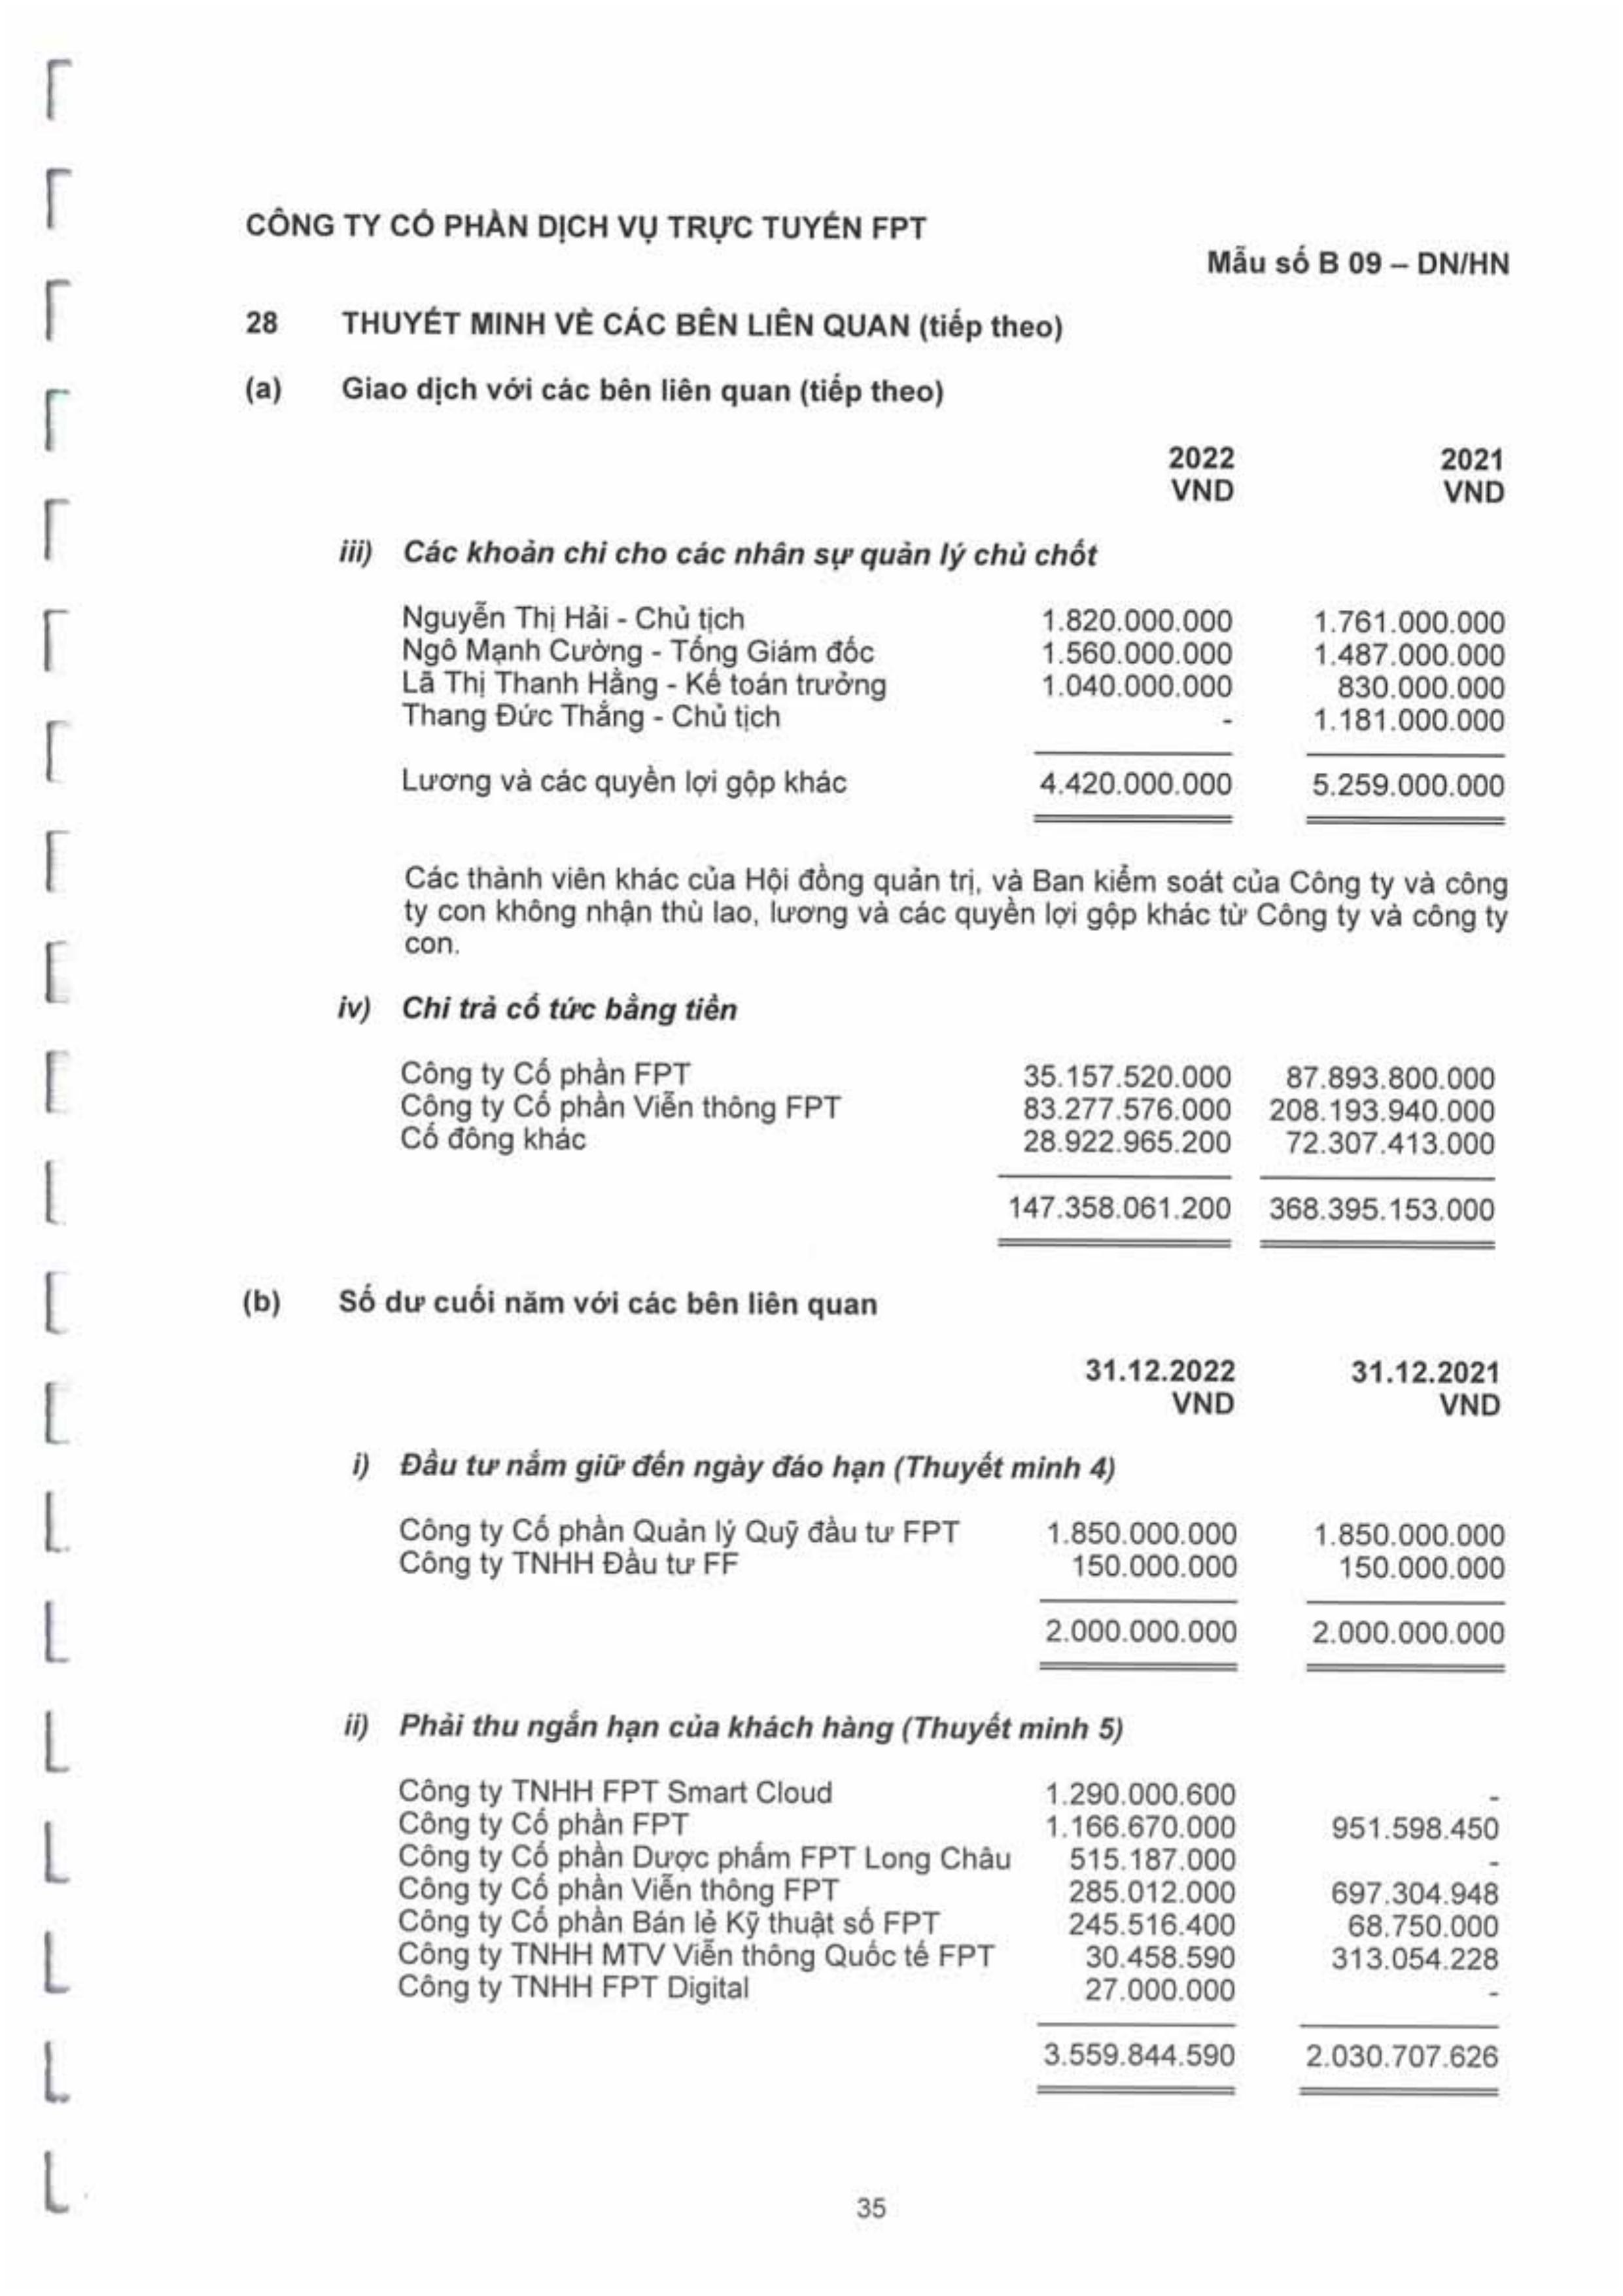 CÔNG TY CỔ PHẦN DỊCH VỤ TRỰC TUYẾN FPT
Mẫu số B 09 – DN/HN
28 THUYẾT MINH VỀ CÁC BÊN LIÊN QUAN (tiếp theo)
(a) Giao dịch với các bên liên quan (tiếp theo)
2022 2021
VND VND
iii) Các khoản chi cho các nhân sự quản lý chủ chốt
Nguyễn Thị Hải - Chủ tịch 1.820.000.000 1.761.000.000
Ngô Mạnh Cường - Tổng Giám đốc 1.560.000.000 1.487.000.000
Lã Thị Thanh Hằng - Kế toán trưởng 1.040.000.000 830.000.000
Thang Đức Thắng - Chủ tịch - 1.181.000.000
Lương và các quyền lợi gộp khác 4.420.000.000 5.259.000.000
Các thành viên khác của Hội đồng quản trị, và Ban kiểm soát của Công ty và công
ty con không nhận thù lao, lương và các quyền lợi gộp khác từ Công ty và công ty
con.
iv) Chi trả cổ tức bằng tiền
Công ty Cổ phần FPT 35.157.520.000 87.893.800.000
Công ty Cổ phần Viễn thông FPT 83.277.576.000 208.193.940.000
Cổ đông khác 28.922.965.200 72.307.413.000
147.358.061.200 368.395.153.000
(b) Số dư cuối năm với các bên liên quan
31.12.2022 31.12.2021
VND VND
i) Đầu tư nắm giữ đến ngày đáo hạn (Thuyết minh 4)
Công ty Cổ phần Quản lý Quỹ đầu tư FPT 1.850.000.000 1.850.000.000
Công ty TNHH Đầu tư FF 150.000.000 150.000.000
2.000.000.000 2.000.000.000
ii) Phải thu ngắn hạn của khách hàng (Thuyết minh 5)
Công ty TNHH FPT Smart Cloud 1.290.000.600 -
Công ty Cổ phần FPT 1.166.670.000 951.598.450
Công ty Cổ phần Dược phẩm FPT Long Châu 515.187.000 -
Công ty Cổ phần Viễn thông FPT 285.012.000 697.304.948
Công ty Cổ phần Bán lẻ Kỹ thuật số FPT 245.516.400 68.750.000
Công ty TNHH MTV Viễn thông Quốc tế FPT 30.458.590 313.054.228
Công ty TNHH FPT Digital 27.000.000 -
3.559.844.590 2.030.707.626
35